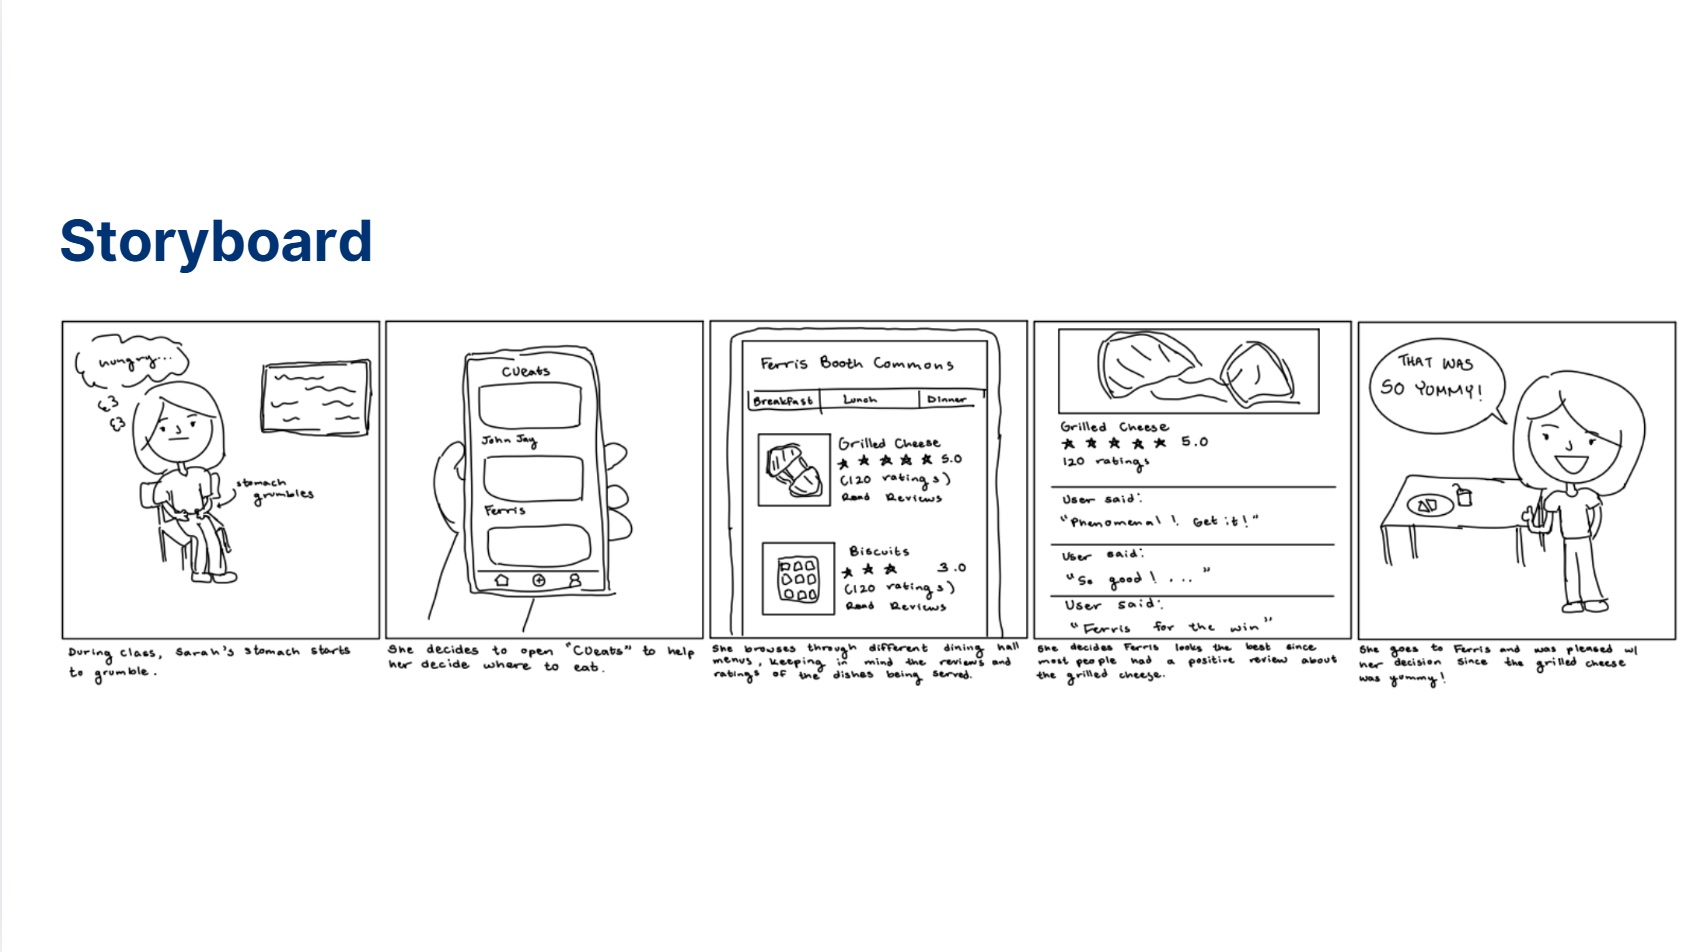 Storyboard
hungry...
stomach
grumbles
During class, Sarah's stomach starts
to grumble.
CUeats
John Jay
Ferris
She decides to open "CUeats" to help
her decide where to eat.
Ferris Booth Commons
Breakfast Lunch Dinner
Grilled Cheese
★ ★ ★ ★ ★ 5.0
(120 ratings)
Read Reviews
Biscuits
★ ★ ★ 3.0
(120 ratings)
Read Reviews
She browses through different dining hall
menus, keeping in mind the reviews and
ratings of the dishes being served.
Grilled Cheese
★ ★ ★ ★ ★ 5.0
120 ratings
User said:
"Phenomenal! Get it!"
User said:
"So good! ..."
User said:
"Ferris for the win"
She decides Ferris looks the best since
most people had a positive review about
the grilled cheese.
THAT WAS
SO YUMMY!
She goes to Ferris and was pleased w/
her decision since the grilled cheese
was yummy!